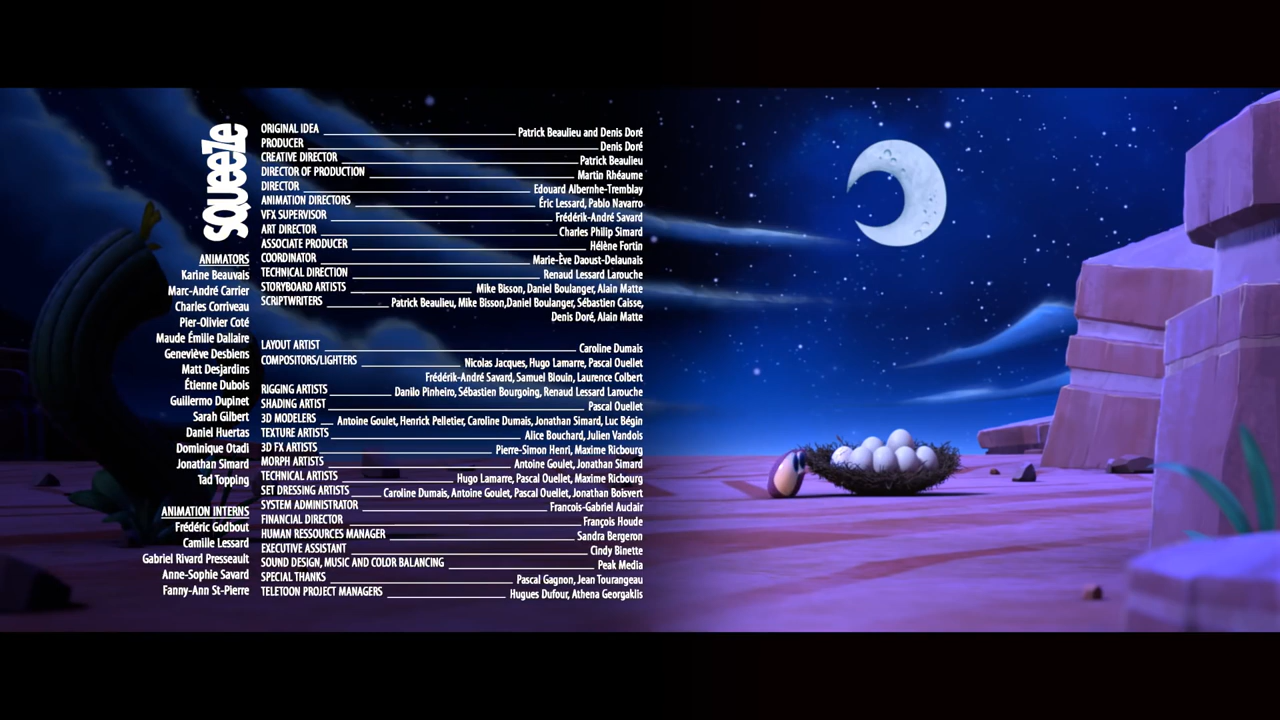 squeeze
ANIMATORS
Karine Beauvais
Marc-André Carrier
Charles Corriveau
Pier-Olivier Coté
Maude Émilie Dallaire
Geneviève Desbiens
Matt Desjardins
Étienne Dubois
Guillermo Dupinet
Sarah Gilbert
Daniel Huertas
Dominique Otadi
Jonathan Simard
Tad Topping
ANIMATION INTERNS
Frédéric Godbout
Camille Lessard
Gabriel Rivard Presseault
Anne-Sophie Savard
Fanny-Ann St-Pierre
ORIGINAL IDEA Patrick Beaulieu and Denis Doré
PRODUCER Denis Doré
CREATIVE DIRECTOR Patrick Beaulieu
DIRECTOR OF PRODUCTION Martin Rhéaume
DIRECTOR Edouard Albernhe-Tremblay
ANIMATION DIRECTORS Éric Lessard, Pablo Navarro
VFX SUPERVISOR Frédérik-André Savard
ART DIRECTOR Charles Philip Simard
ASSOCIATE PRODUCER Hélène Fortin
COORDINATOR Marie-Ève Daoust-Delaunais
TECHNICAL DIRECTION Renaud Lessard Larouche
STORYBOARD ARTISTS Mike Bisson, Daniel Boulanger, Alain Matte
SCRIPTWRITERS Patrick Beaulieu, Mike Bisson,Daniel Boulanger, Sébastien Caisse,
Denis Doré, Alain Matte
LAYOUT ARTIST Caroline Dumais
COMPOSITORS/LIGHTERS Nicolas Jacques, Hugo Lamarre, Pascal Ouellet
Frédérik-André Savard, Samuel Blouin, Laurence Colbert
RIGGING ARTISTS Danilo Pinheiro, Sébastien Bourgoing, Renaud Lessard Larouche
SHADING ARTIST Pascal Ouellet
3D MODELERS Antoine Goulet, Henrick Pelletier, Caroline Dumais, Jonathan Simard, Luc Bégin
TEXTURE ARTISTS Alice Bouchard, Julien Vandois
3D FX ARTISTS Pierre-Simon Henri, Maxime Ricbourg
MORPH ARTISTS Antoine Goulet, Jonathan Simard
TECHNICAL ARTISTS Hugo Lamarre, Pascal Ouellet, Maxime Ricbourg
SET DRESSING ARTISTS Caroline Dumais, Antoine Goulet, Pascal Ouellet, Jonathan Boisvert
SYSTEM ADMINISTRATOR Francois-Gabriel Auclair
FINANCIAL DIRECTOR François Houde
HUMAN RESSOURCES MANAGER Sandra Bergeron
EXECUTIVE ASSISTANT Cindy Binette
SOUND DESIGN, MUSIC AND COLOR BALANCING Peak Media
SPECIAL THANKS Pascal Gagnon, Jean Tourangeau
TELETOON PROJECT MANAGERS Hugues Dufour, Athena Georgaklis